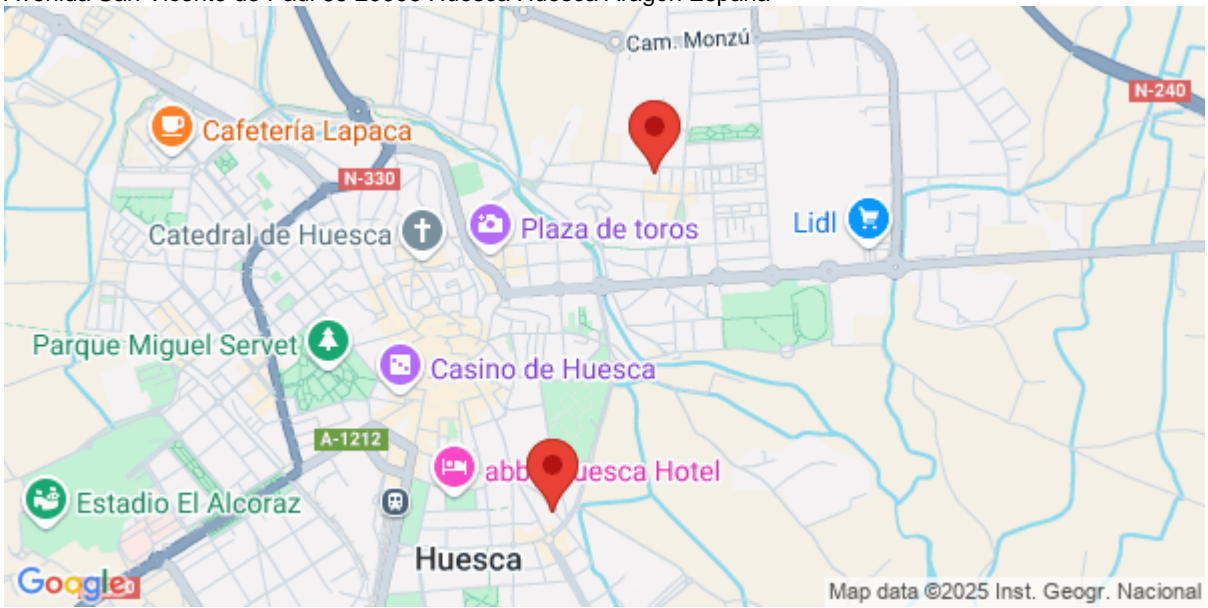 Cam. Monzú
N-240
Cafetería Lapaca
N-330
Catedral de Huesca
Plaza de toros
Lidl
Parque Miguel Servet
Casino de Huesca
A-1212
Huesca Hotel
Estadio El Alcoraz
Huesca
Google
Map data ©2025 Inst. Geogr. Nacional